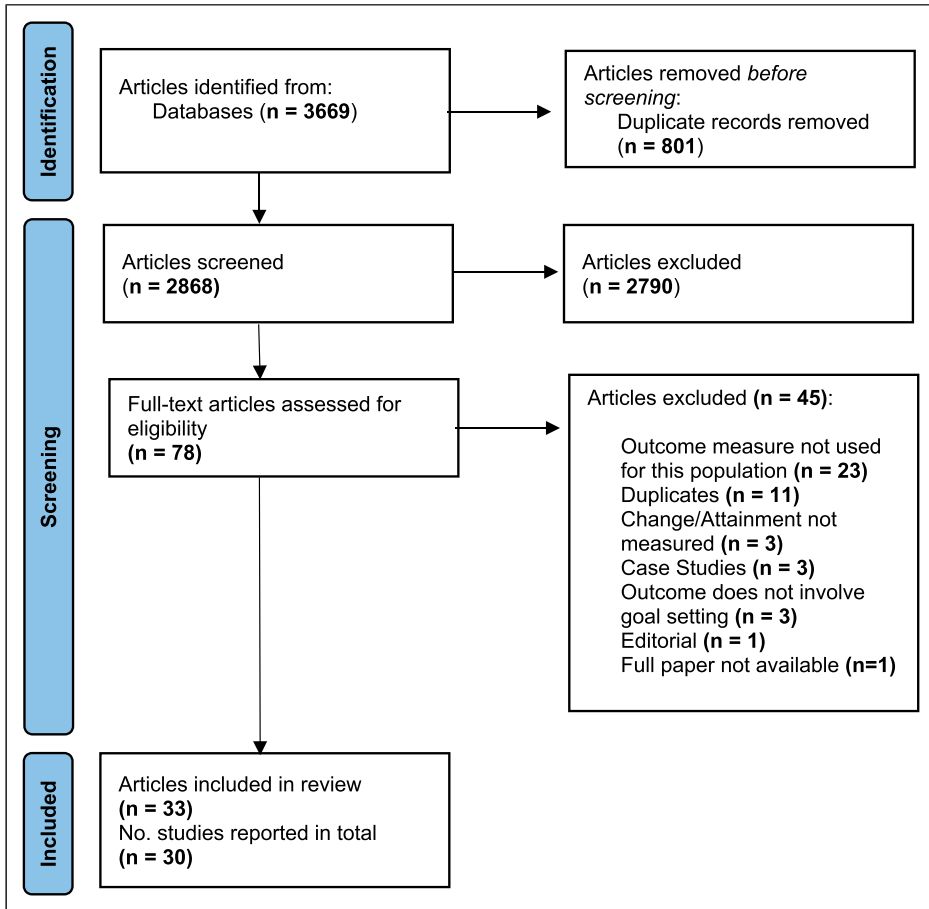 Identification
Articles identified from:
Databases (n = 3669)
Articles removed before
screening:
Duplicate records removed
(n = 801)
Screening
Articles screened
(n = 2868)
Articles excluded
(n = 2790)
Full-text articles assessed for
eligibility
(n = 78)
Articles excluded (n = 45):
Outcome measure not used
for this population (n = 23)
Duplicates (n = 11)
Change/Attainment not
measured (n = 3)
Case Studies (n = 3)
Outcome does not involve
goal setting (n = 3)
Editorial (n = 1)
Full paper not available (n=1)
Included
Articles included in review
(n = 33)
No. studies reported in total
(n = 30)